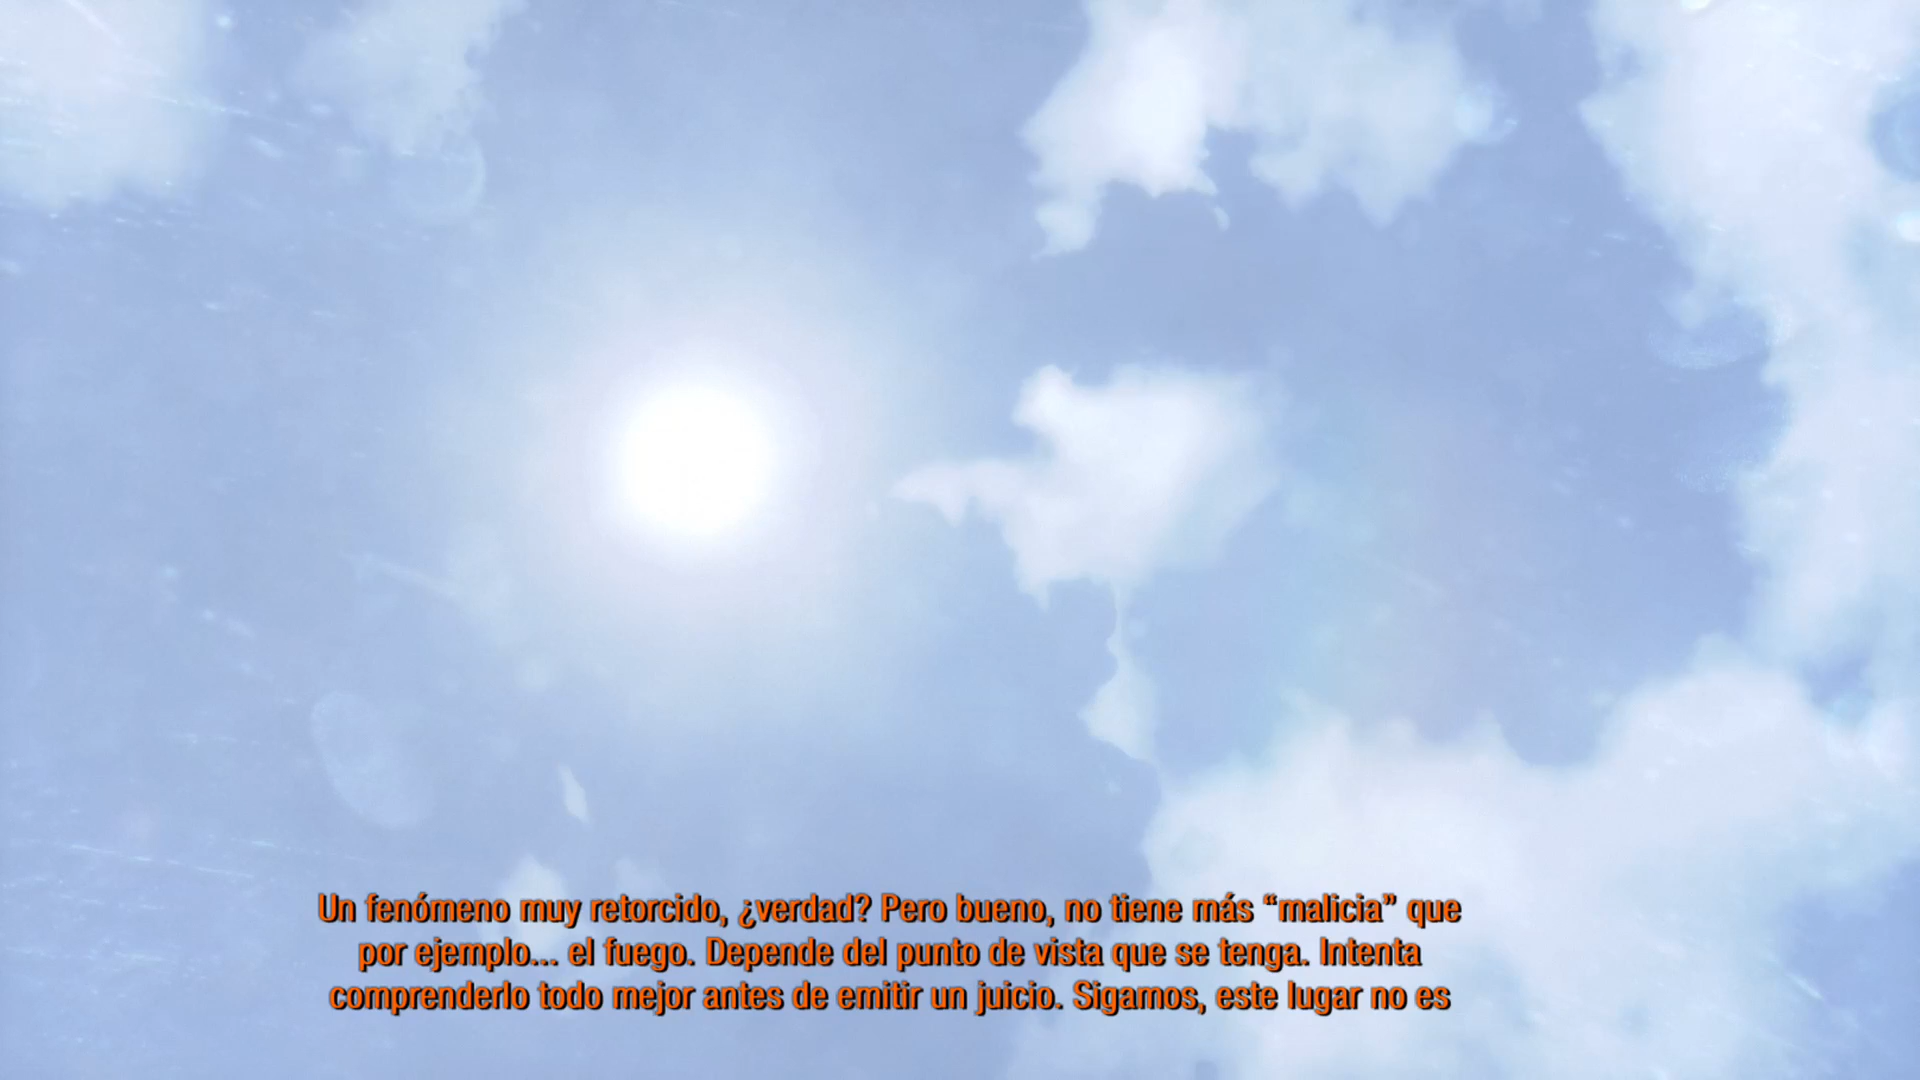 Un fenómeno muy retorcido, ¿verdad? Pero bueno, no tiene más “malicia” que
por ejemplo... el fuego. Depende del punto de vista que se tenga. Intenta
comprenderlo todo mejor antes de emitir un juicio. Sigamos, este lugar no es